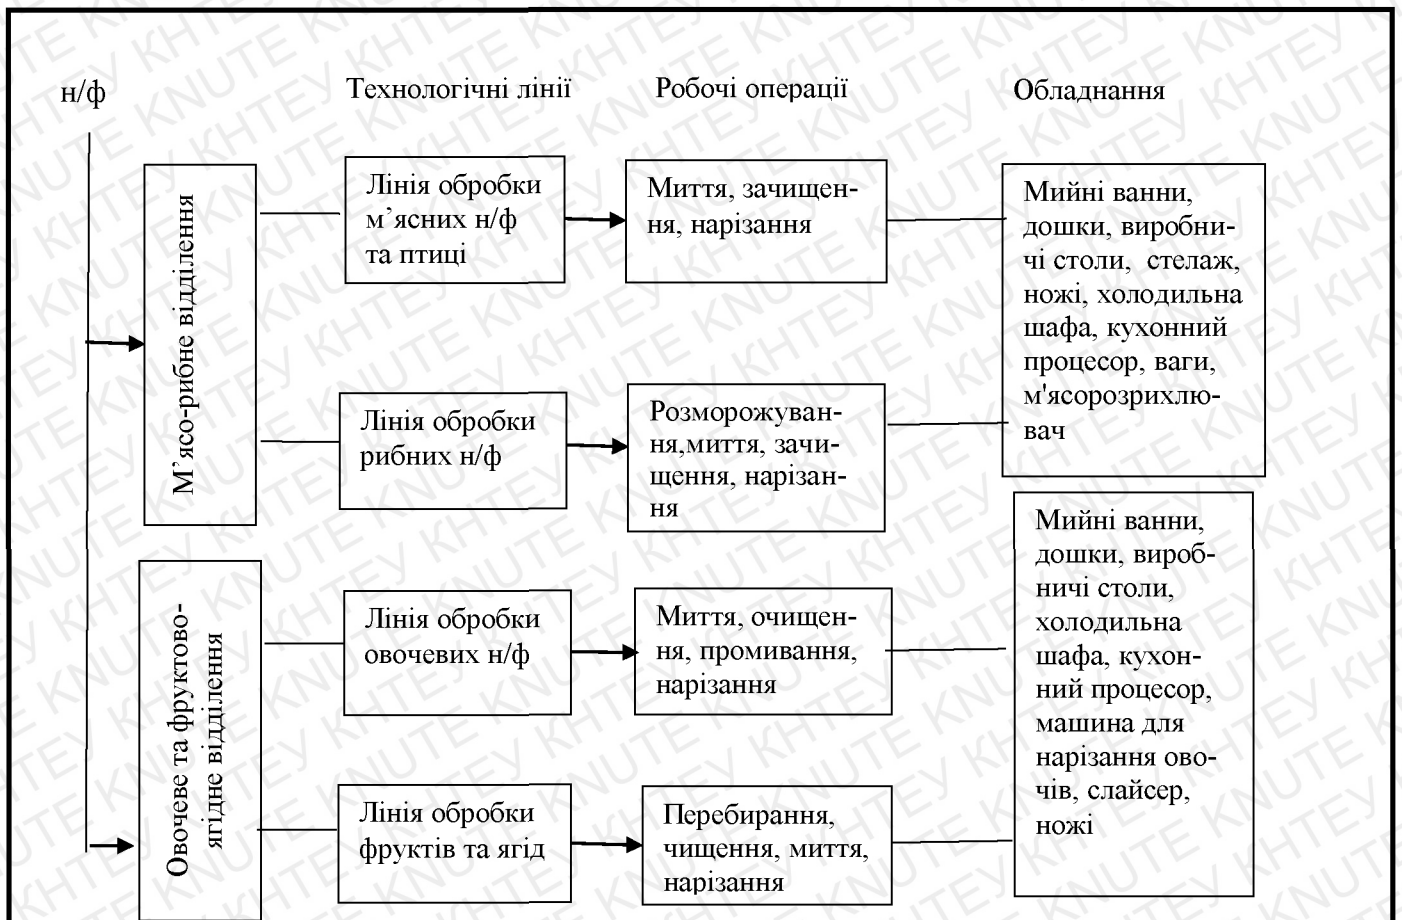 н/ф
Технологічні лінії
Робочі операції
Обладнання
М’ясо-рибне відділення
Лінія обробки
м’ясних н/ф
та птиці
Миття, зачищен-
ня, нарізання
Мийні ванни,
дошки, виробни-
чі столи, стелаж,
ножі, холодильна
шафа, кухонний
процесор, ваги,
м'ясорозрихлю-
вач
Лінія обробки
рибних н/ф
Розморожуван-
ня,миття, зачи-
щення, нарізан-
ня
Овочеве та фруктово-
ягідне відділення
Лінія обробки
овочевих н/ф
Миття, очищен-
ня, промивання,
нарізання
Мийні ванни,
дошки, вироб-
ничі столи,
холодильна
шафа, кухон-
ний процесор,
машина для
нарізання ово-
чів, слайсер,
ножі
Лінія обробки
фруктів та ягід
Перебирання,
чищення, миття,
нарізання